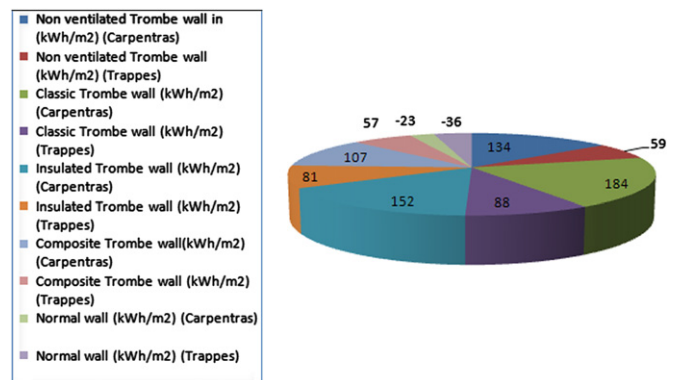 Non ventilated Trombe wall in
(kWh/m2) (Carpentras)
Non ventilated Trombe wall
(kWh/m2) (Trappes)
Classic Trombe wall (kWh/m2)
(Carpentras)
Classic Trombe wall (kWh/m2)
(Trappes)
Insulated Trombe wall (kWh/m2)
(Carpentras)
Insulated Trombe wall (kWh/m2)
(Trappes)
Composite Trombe wall(kWh/m2)
(Carpentras)
Composite Trombe wall (kWh/m2)
(Trappes)
Normal wall (kWh/m2) (Carpentras)
Normal wall (kWh/m2) (Trappes)
57 -23 -36
134
59
107
81
184
152
88